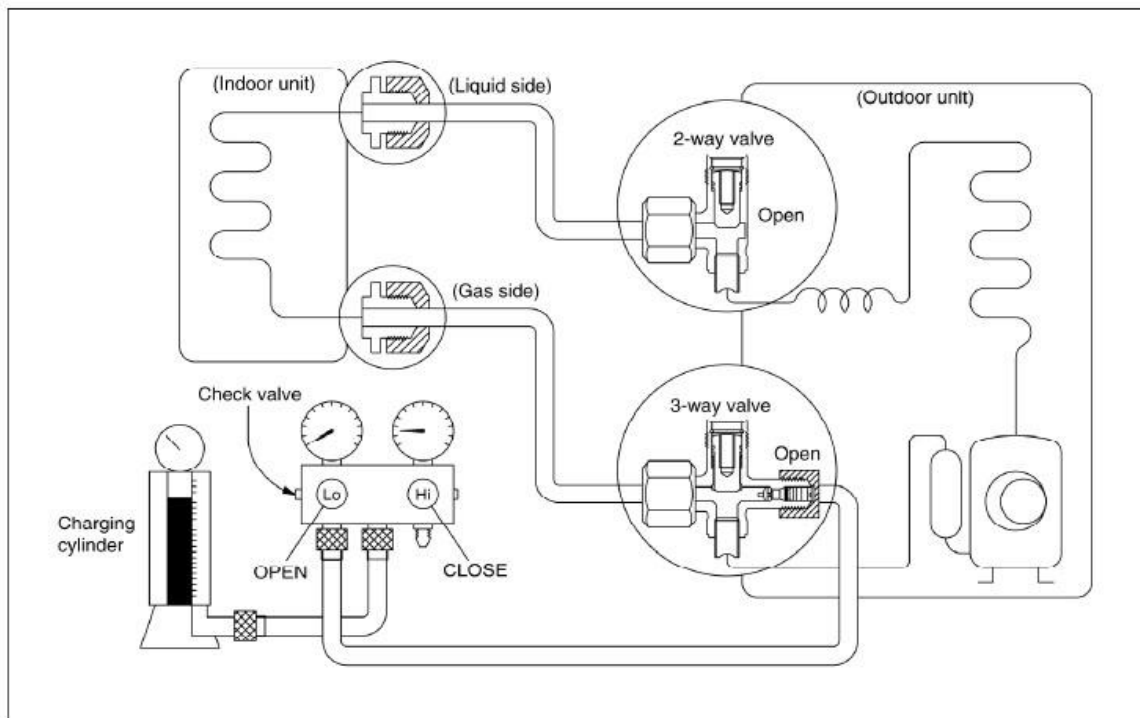 (Indoor unit)
(Liquid side)
(Outdoor unit)
2-way valve
Open
(Gas side)
Check valve
3-way valve
Open
Lo
Hi
Charging
cylinder
OPEN
CLOSE